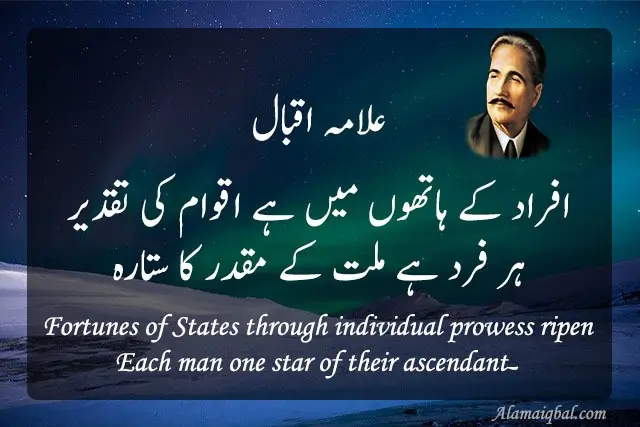 علامہ اقبال
افراد کے ہاتھوں میں ہے اقوام کی تقدیر
ہر فرد ہے ملت کے مقدر کا ستارہ
Fortunes of States through individual prowess ripen
Each man one star of their ascendant-
Alamaiqbal.com